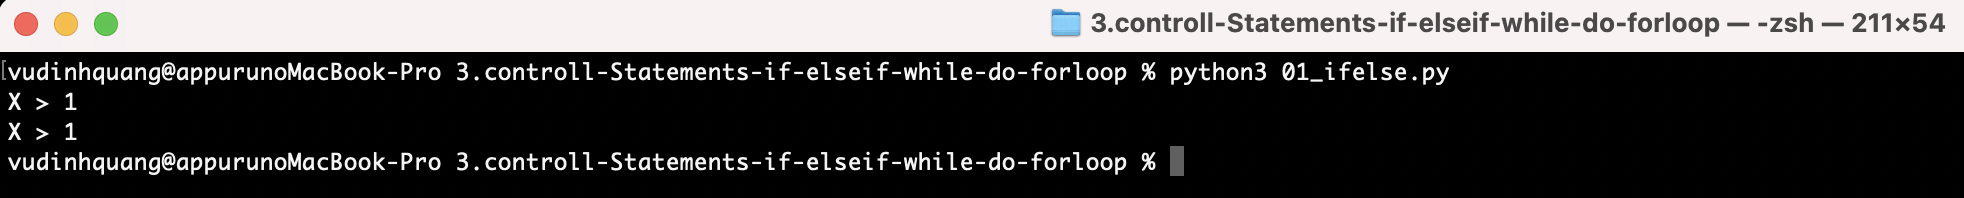 3.controll-Statements-if-elseif-while-do-forloop — -zsh — 211×54
[vudinhquang@appurunoMacBook-Pro 3.controll-Statements-if-elseif-while-do-forloop % python3 01_ifelse.py
X > 1
X > 1
vudinhquang@appurunoMacBook-Pro 3.controll-Statements-if-elseif-while-do-forloop %